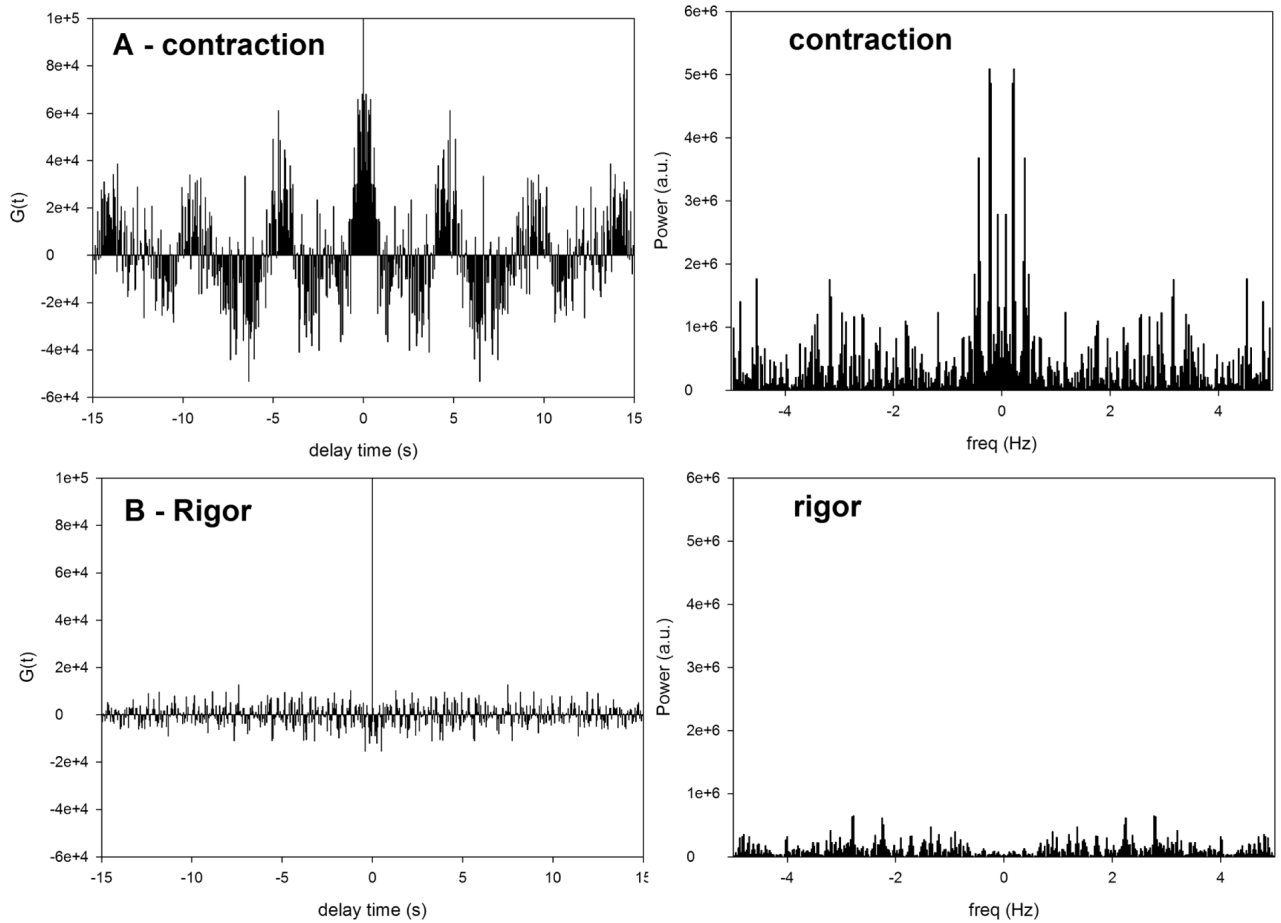 A - contraction
1e+5
8e+4
6e+4
4e+4
2e+4
0
-2e+4
-4e+4
-6e+4
G(t)
-15 -10 -5 0 5 10 15
delay time (s)
contraction
6e+6
5e+6
4e+6
3e+6
2e+6
1e+6
0
Power (a.u.)
-4 -2 0 2 4
freq (Hz)
B - Rigor
1e+5
8e+4
6e+4
4e+4
2e+4
0
-2e+4
-4e+4
-6e+4
G(t)
-15 -10 -5 0 5 10 15
delay time (s)
rigor
6e+6
5e+6
4e+6
3e+6
2e+6
1e+6
0
Power (a.u.)
-4 -2 0 2 4
freq (Hz)